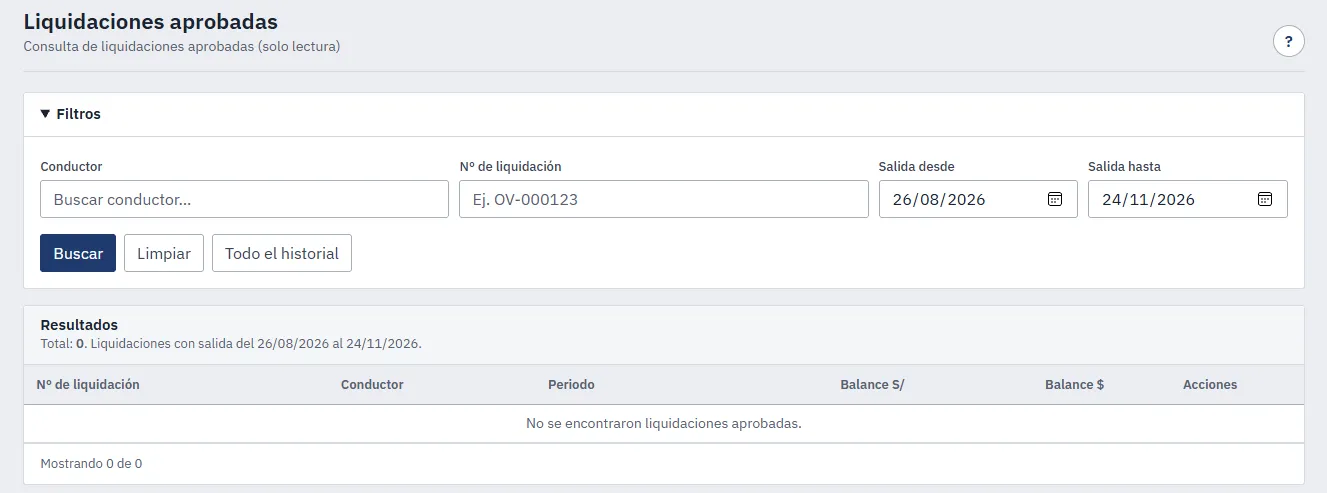 Liquidaciones aprobadas
Consulta de liquidaciones aprobadas (solo lectura)
?
▼ Filtros
Conductor
Nº de liquidación
Salida desde
Salida hasta
Buscar conductor...
Ej. OV-000123
26/08/2026
24/11/2026
Buscar
Limpiar
Todo el historial
Resultados
Total: 0. Liquidaciones con salida del 26/08/2026 al 24/11/2026.
Nº de liquidación Conductor Periodo Balance S/ Balance $ Acciones
No se encontraron liquidaciones aprobadas.
Mostrando 0 de 0